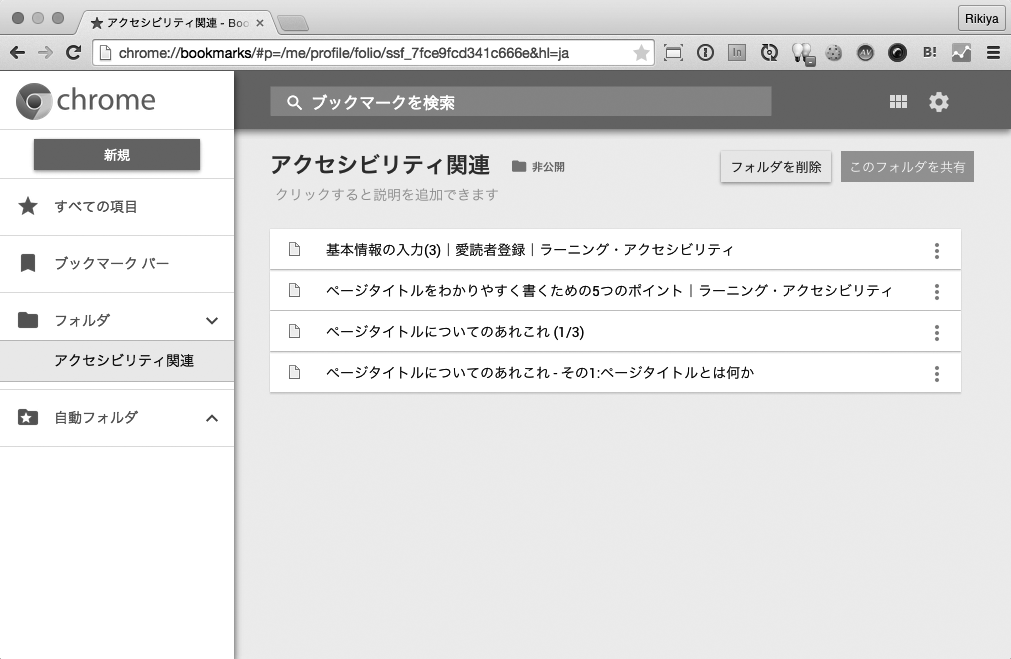 アクセシビリティ関連 - Boo
Rikiya
chrome://bookmarks/#p=/me/profile/folio/ssf_7fce9fcd341c666e&hl=ja
In
AV
B!
chrome
ブックマークを検索
新規
すべての項目
ブックマーク バー
フォルダ
アクセシビリティ関連
自動フォルダ
アクセシビリティ関連
非公開
フォルダを削除
このフォルダを共有
クリックすると説明を追加できます
基本情報の入力(3)｜愛読者登録｜ラーニング・アクセシビリティ
ページタイトルをわかりやすく書くための5つのポイント｜ラーニング・アクセシビリティ
ページタイトルについてのあれこれ (1/3)
ページタイトルについてのあれこれ - その1:ページタイトルとは何か